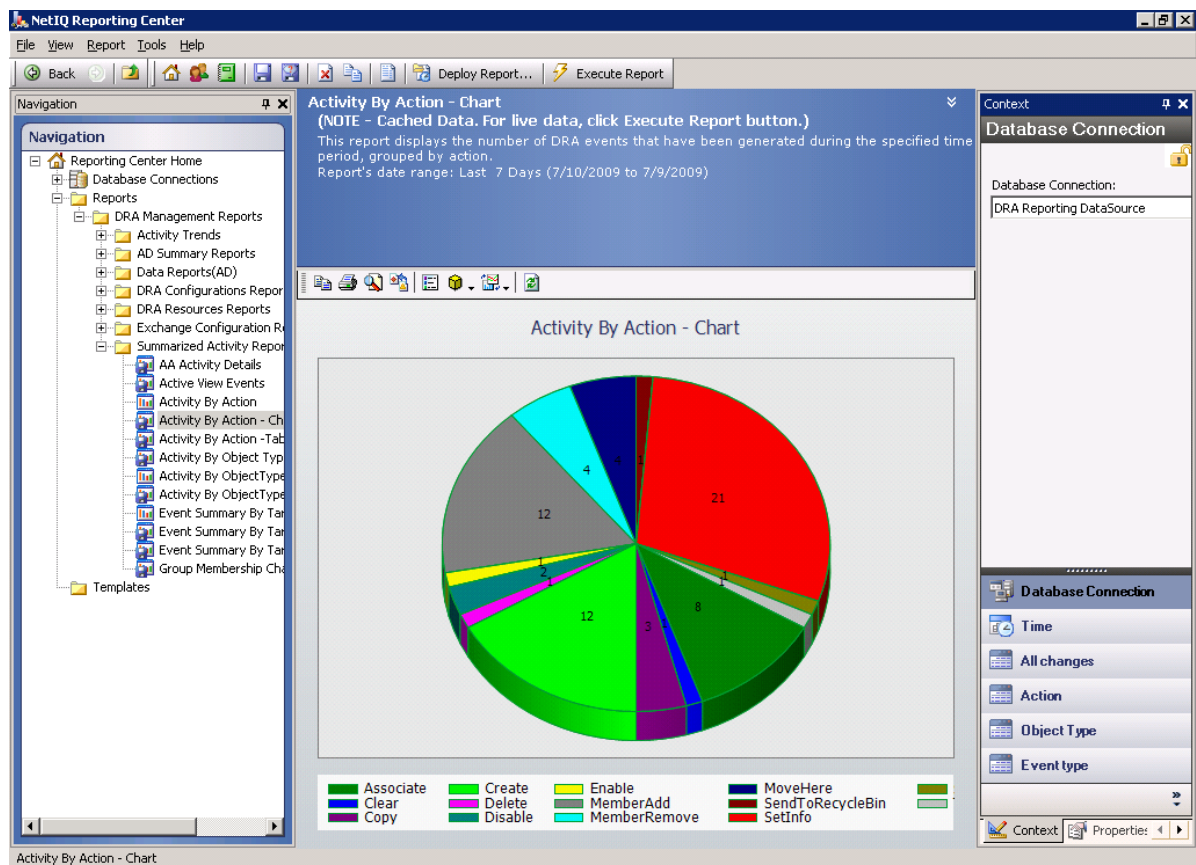 NetIQ Reporting Center
File View Report Tools Help
Back Deploy Report... Execute Report
Navigation
Navigation
Reporting Center Home
Database Connections
Reports
DRA Management Reports
Activity Trends
AD Summary Reports
Data Reports(AD)
DRA Configurations Repor
DRA Resources Reports
Exchange Configuration R
Summarized Activity Repor
AA Activity Details
Active View Events
Activity By Action
Activity By Action - Ch
Activity By Action -Tab
Activity By Object Typ
Activity By ObjectType
Activity By ObjectType
Event Summary By Tar
Event Summary By Tar
Event Summary By Tar
Group Membership Cha
Templates
Activity By Action - Chart
(NOTE - Cached Data. For live data, click Execute Report button.)
This report displays the number of DRA events that have been generated during the specified time
period, grouped by action.
Report's date range: Last 7 Days (7/10/2009 to 7/9/2009)
Activity By Action - Chart
4
4
1
21
12
1
2
1
12
3
1
8
1
1
Associate Create Enable MoveHere
Clear Delete MemberAdd SendToRecycleBin
Copy Disable MemberRemove SetInfo
Context
Database Connection
Database Connection:
DRA Reporting DataSource
Database Connection
Time
All changes
Action
Object Type
Event type
Context Properties
Activity By Action - Chart